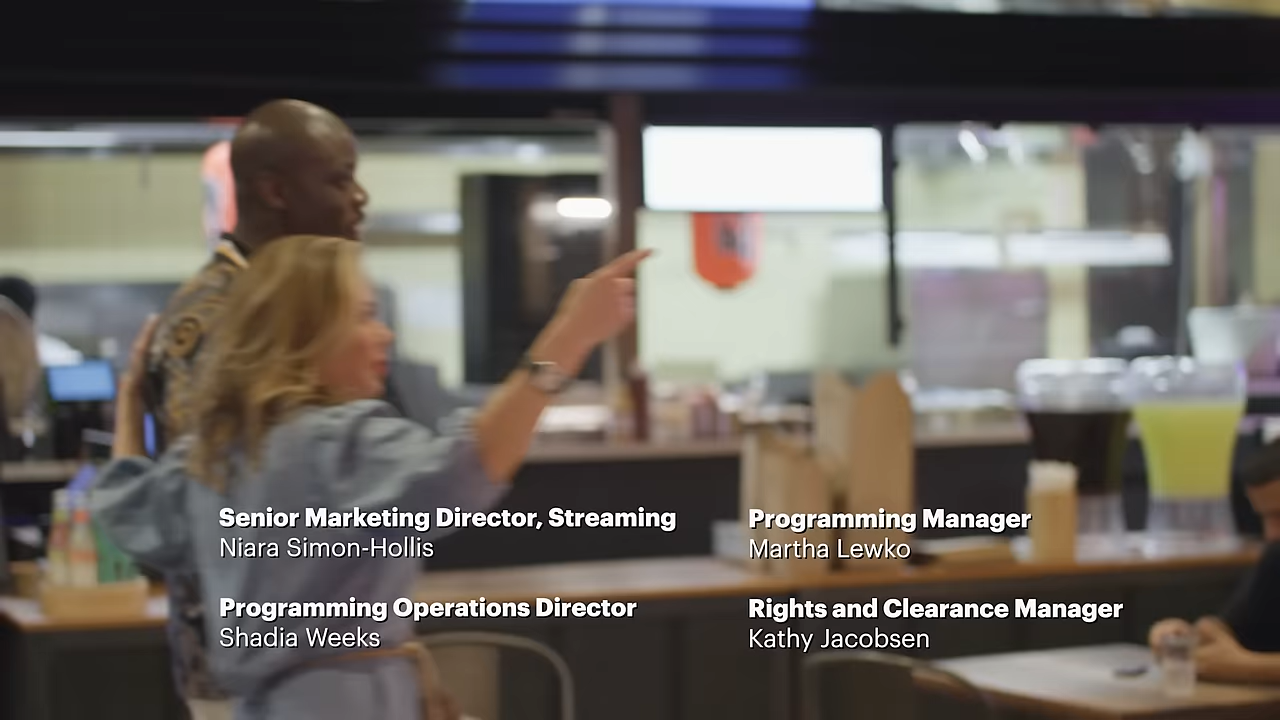 Senior Marketing Director, Streaming
Niara Simon-Hollis
Programming Operations Director
Shadia Weeks
Programming Manager
Martha Lewko
Rights and Clearance Manager
Kathy Jacobsen